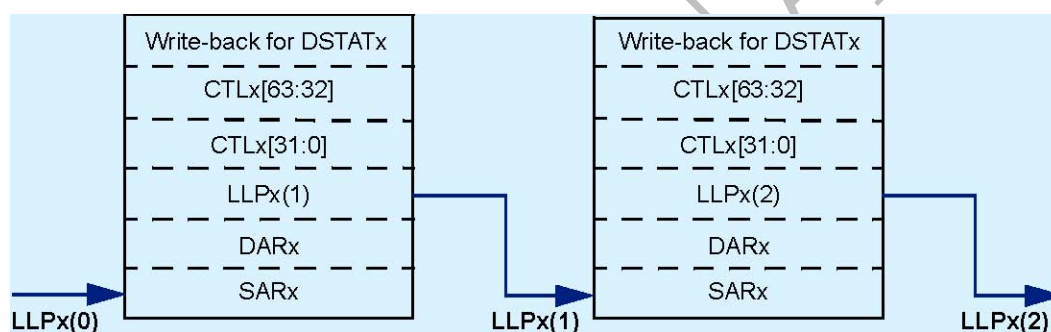 Write-back for DSTATx
CTLx[63:32]
CTLx[31:0]
LLPx(1)
DARx
SARx
Write-back for DSTATx
CTLx[63:32]
CTLx[31:0]
LLPx(2)
DARx
SARx
LLPx(0)
LLPx(1)
LLPx(2)